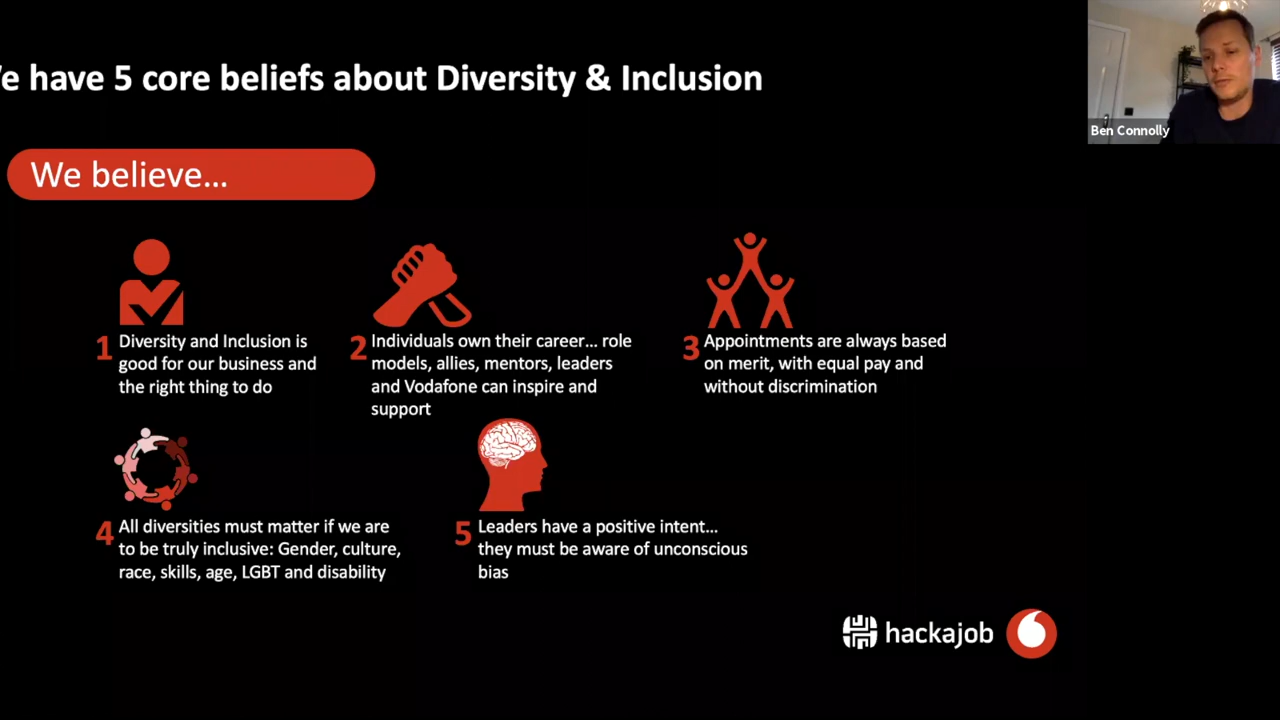 e have 5 core beliefs about Diversity & Inclusion
Ben Connolly
We believe...
1
Diversity and Inclusion is
good for our business and
the right thing to do
2
Individuals own their career... role
models, allies, mentors, leaders
and Vodafone can inspire and
support
3
Appointments are always based
on merit, with equal pay and
without discrimination
4
All diversities must matter if we are
to be truly inclusive: Gender, culture,
race, skills, age, LGBT and disability
5
Leaders have a positive intent...
they must be aware of unconscious
bias
hackajob